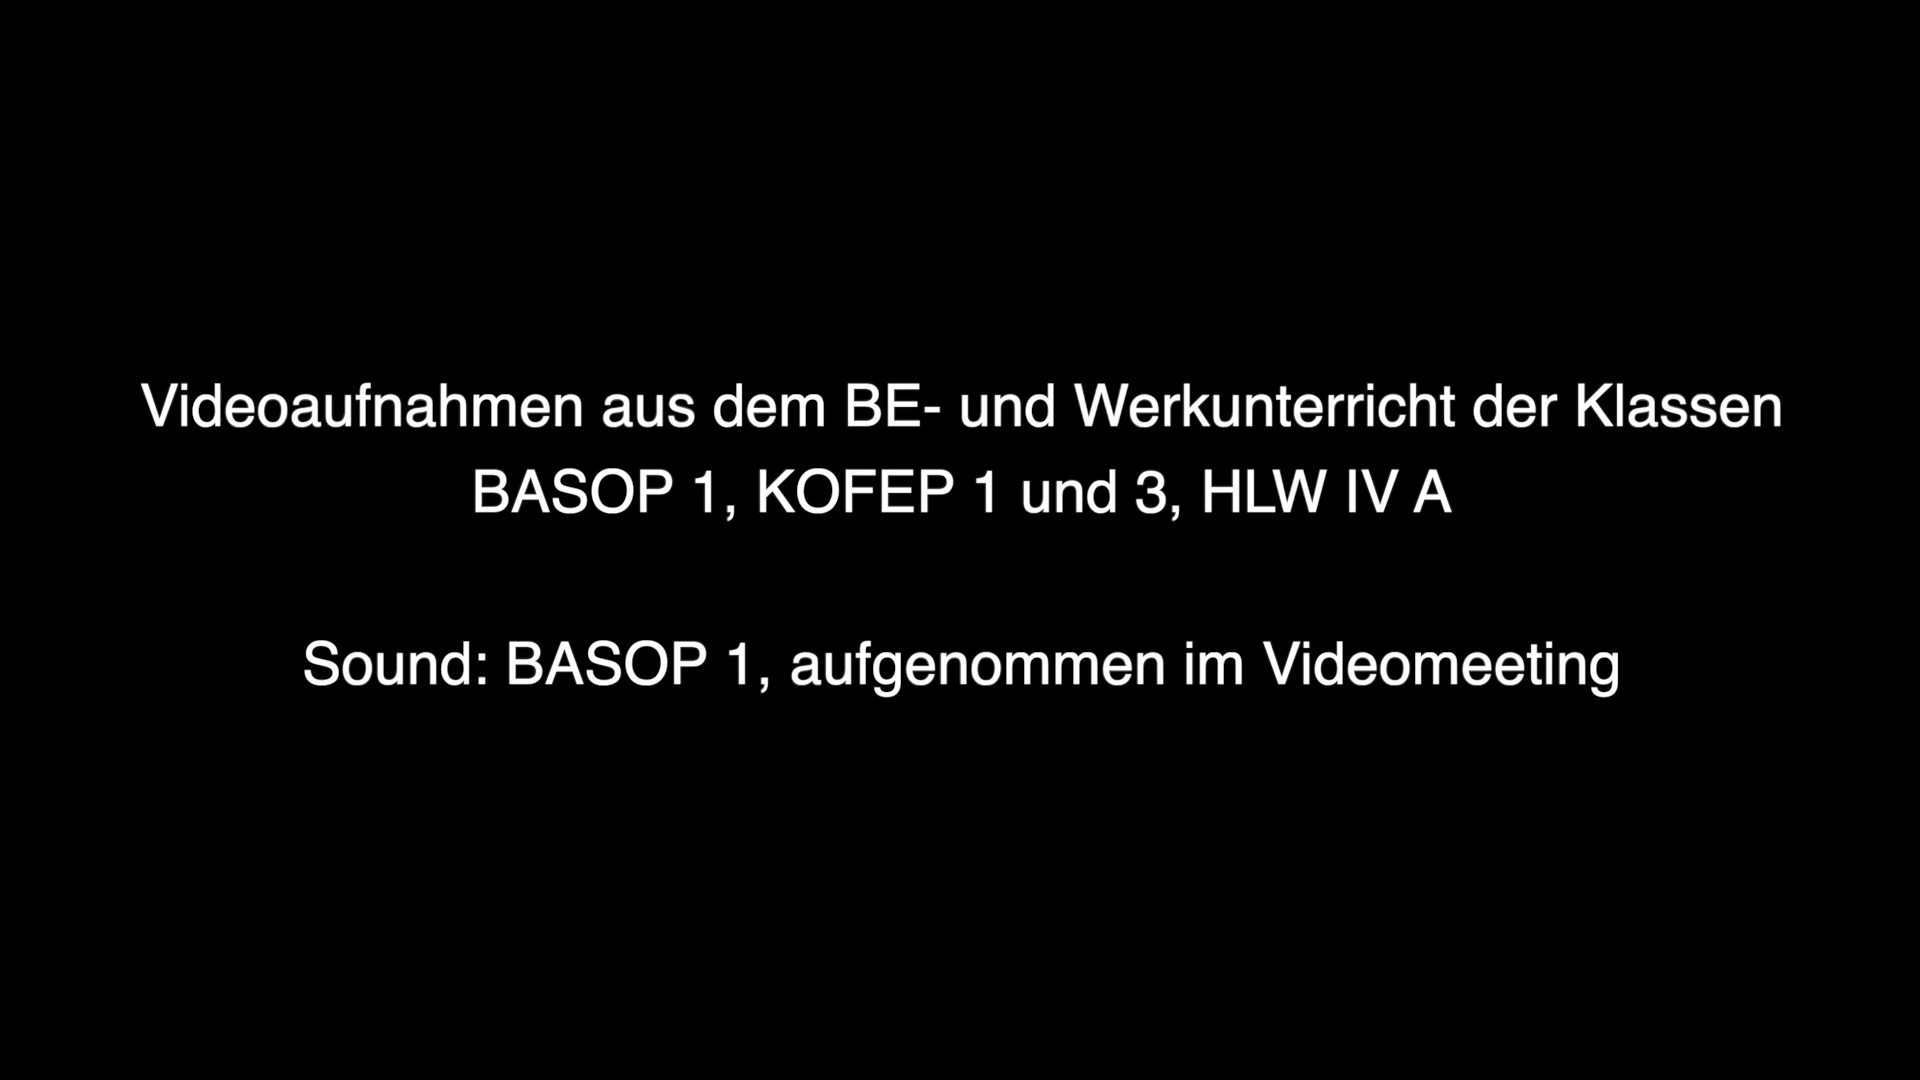 Videoaufnahmen aus dem BE- und Werkunterricht der Klassen
BASOP 1, KOFEP 1 und 3, HLW IV A
Sound: BASOP 1, aufgenommen im Videomeeting